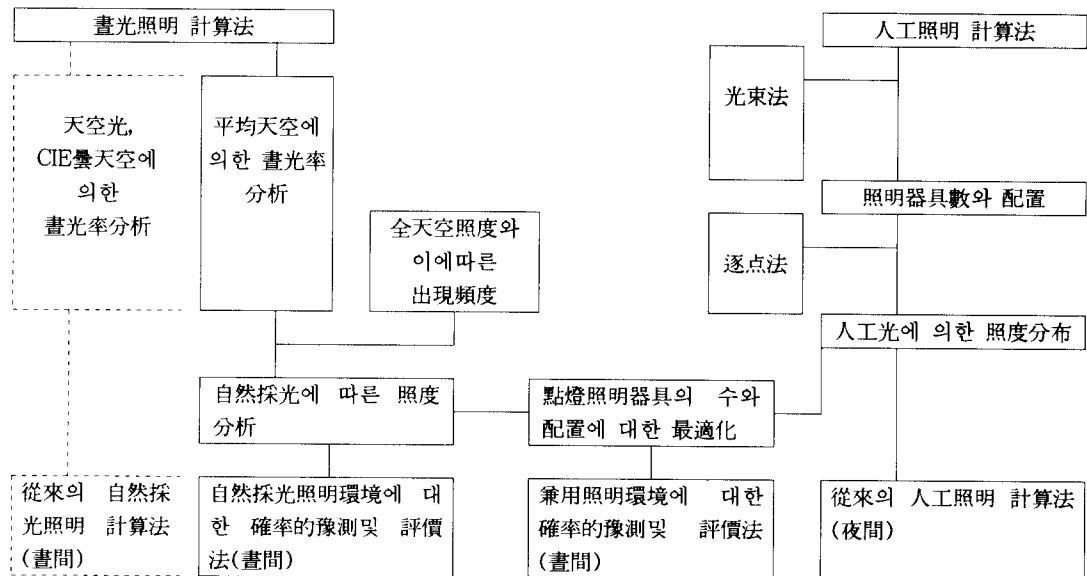 晝光照明 計算法
人工照明 計算法
天空光,
CIE曇天空에
의한
晝光率分析
平均天空에
의한 晝光率
分析
光束法
照明器具數와 配置
全天空照度와
이에따른
出現頻度
逐点法
人工光에 의한 照度分布
自然採光에 따른 照度
分析
點燈照明器具의 수와
配置에 대한 最適化
從來의 自然採
光照明 計算法
(晝間)
自然採光照明環境에 대
한 確率的豫測및 評價
法(晝間)
兼用照明環境에 대한
確率的豫測및 評價法
(晝間)
從來의 人工照明 計算法
(夜間)